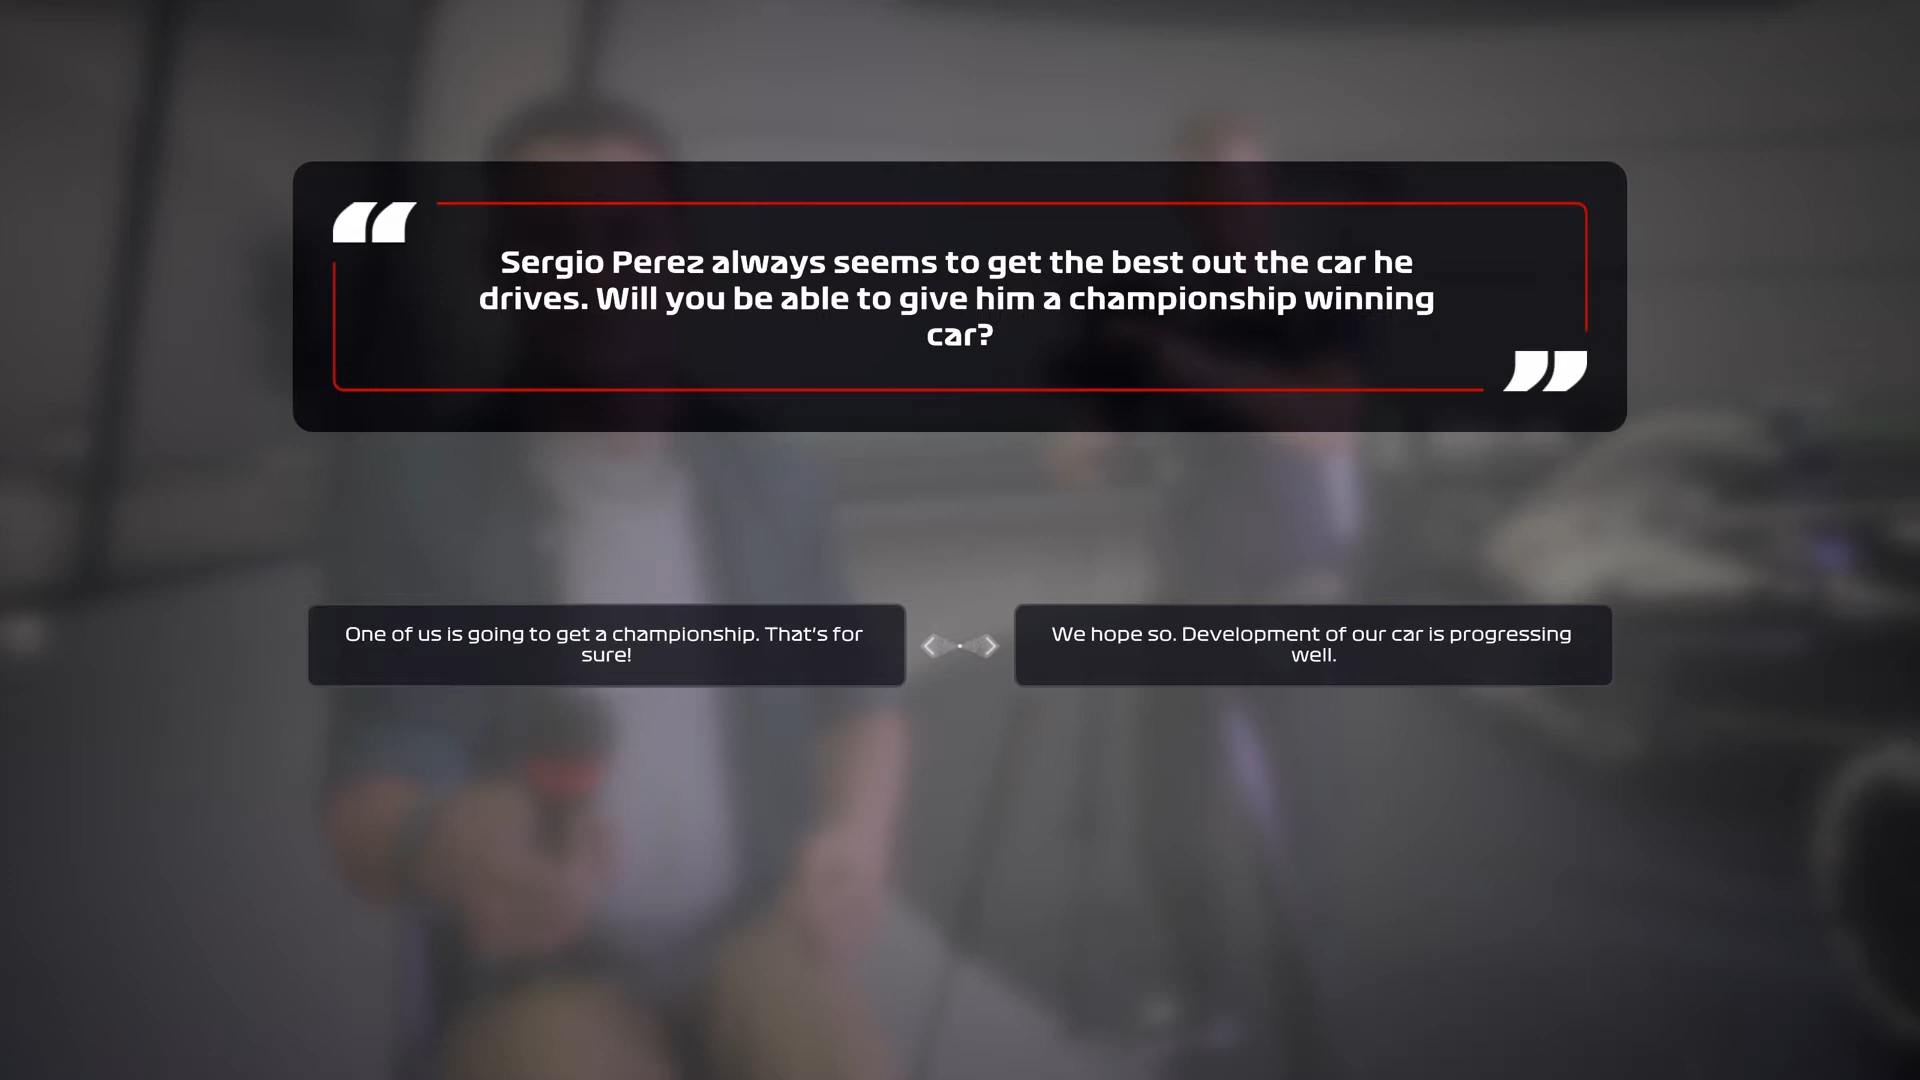 Sergio Perez always seems to get the best out the car he
drives. Will you be able to give him a championship winning
car?
One of us is going to get a championship. That's for
sure!
We hope so. Development of our car is progressing
well.